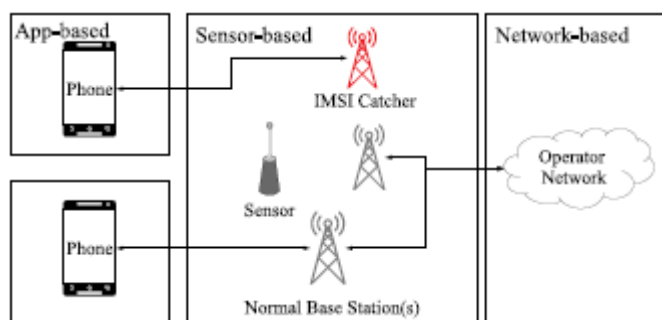 App-based
Phone
Phone
Sensor-based
IMSI Catcher
Sensor
Normal Base Station(s)
Network-based
Operator
Network